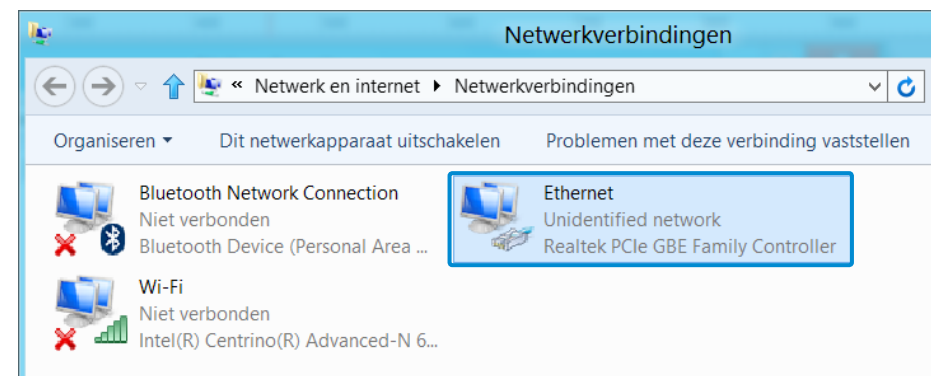 Netwerkverbindingen
« Netwerk en internet Netwerkverbindingen
Organiseren Dit netwerkapparaat uitschakelen Problemen met deze verbinding vaststellen
Bluetooth Network Connection
Niet verbonden
Bluetooth Device (Personal Area ...
Ethernet
Unidentified network
Realtek PCIe GBE Family Controller
Wi-Fi
Niet verbonden
Intel(R) Centrino(R) Advanced-N 6...